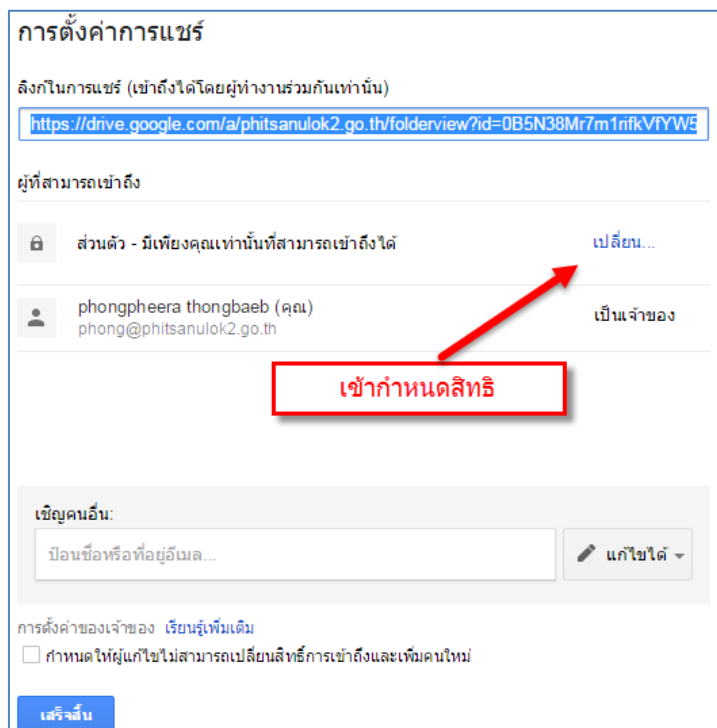 การตั้งค่าการแชร์
ลิงก์ในการแชร์ (เข้าถึงได้โดยผู้ทำงานร่วมกันเท่านั้น)
https://drive.google.com/a/phitsanulok2.go.th/folderview?id=0B5N38Mr7m1rifkVfYW5
ผู้ที่สามารถเข้าถึง
ส่วนตัว - มีเพียงคุณเท่านั้นที่สามารถเข้าถึงได้ เปลี่ยน...
phongpheera thongbaeb (คุณ) เป็นเจ้าของ
phong@phitsanulok2.go.th
เข้ากำหนดสิทธิ
เชิญคนอื่น:
ป้อนชื่อหรือที่อยู่อีเมล... แก้ไขได้
การตั้งค่าของเจ้าของ เรียนรู้เพิ่มเติม
กำหนดให้ผู้แก้ไขไม่สามารถเปลี่ยนสิทธิ์การเข้าถึงและเพิ่มคนใหม่
เสร็จสิ้น